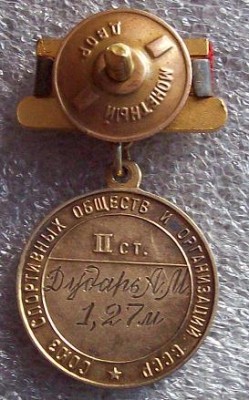 МОНЕТНЫЙ
ДВОР
СОЮЗ СПОРТИВНЫХ ОБЩЕСТВ И ОРГАНИЗАЦИЙ СССР
II ст.
Дударь А.И.
1,27м